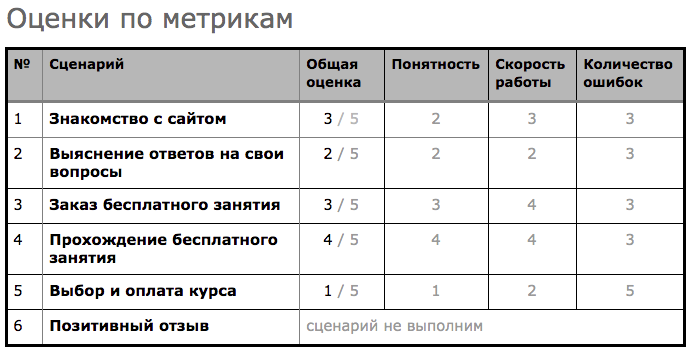 Оценки по метрикам
№ Сценарий Общая оценка Понятность Скорость работы Количество ошибок
1 Знакомство с сайтом 3 / 5 2 3 3
2 Выяснение ответов на свои вопросы 2 / 5 2 2 3
3 Заказ бесплатного занятия 3 / 5 3 4 3
4 Прохождение бесплатного занятия 4 / 5 4 4 3
5 Выбор и оплата курса 1 / 5 1 2 5
6 Позитивный отзыв сценарий не выполним